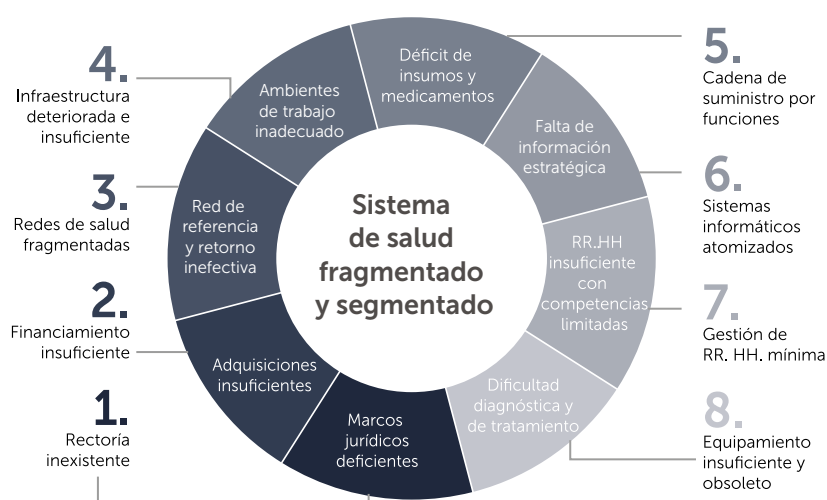 Sistema
de salud
fragmentado
y segmentado
1.
Rectoría
inexistente
Marcos
jurídicos
deficientes
2.
Financiamiento
insuficiente
Adquisiciones
insuficientes
3.
Redes de salud
fragmentadas
Red de
referencia
y retorno
inefectiva
4.
Infraestructura
deteriorada e
insuficiente
Ambientes
de trabajo
inadecuado
5.
Cadena de
suministro por
funciones
Déficit de
insumos y
medicamentos
6.
Sistemas
informáticos
atomizados
Falta de
información
estratégica
7.
Gestión de
RR. HH. mínima
RR.HH
insuficiente
con
competencias
limitadas
8.
Equipamiento
insuficiente y
obsoleto
Dificultad
diagnóstica y
de tratamiento